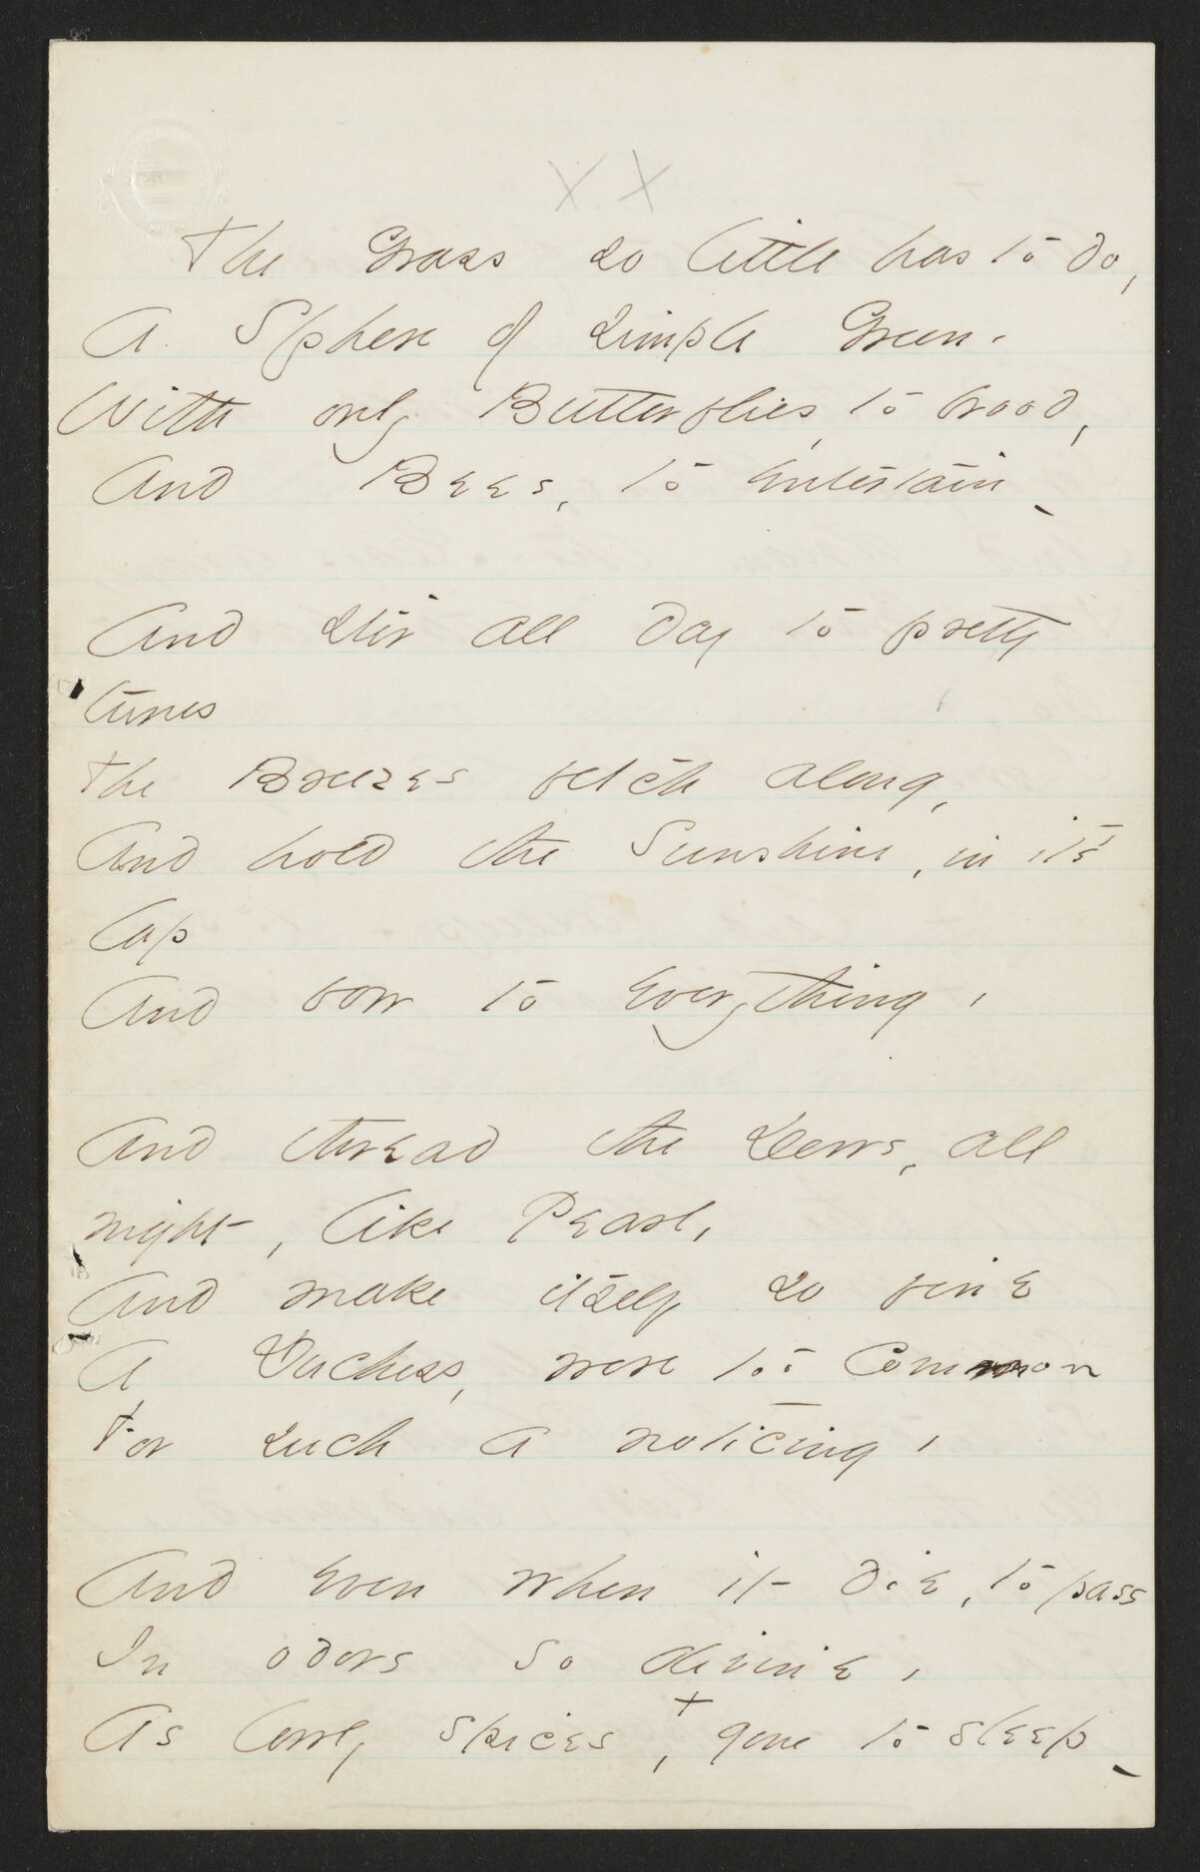 XX
The Grass so little has to do,
A Sphere of simple Green -
With only Butterflies, to brood,
And Bees, to entertain -
And stir all day to pretty
tunes
The Breezes fetch along,
And hold the Sunshine, in it's
lap
And bow to everything,
And thread the Dews, all
night, like Pearl,
And make itself so fine
A Duchess, were too common
For such a noticing,
And even when it die, to pass
In odors so divine,
As lowly spices, + gone to sleep -